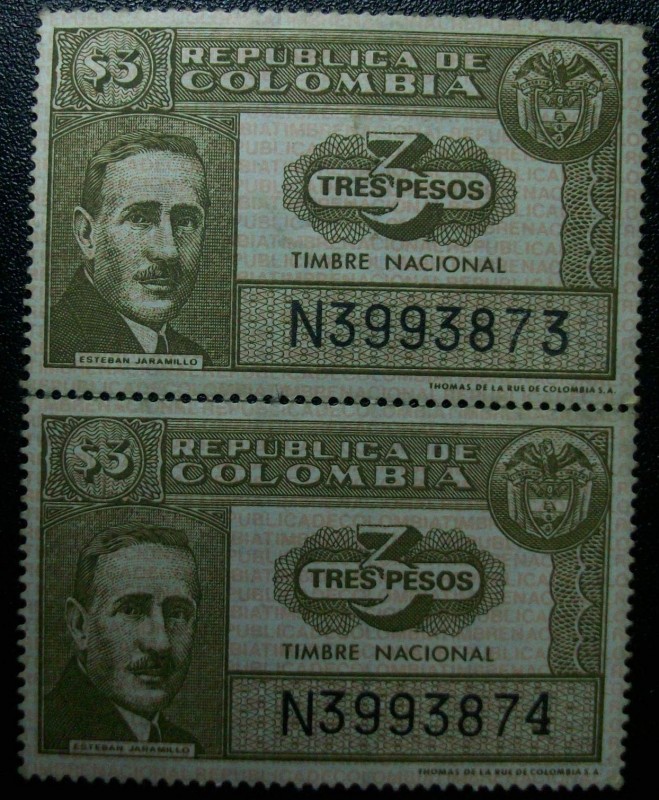 $3
REPUBLICA DE
COLOMBIA
3
TRES PESOS
TIMBRE NACIONAL
N3993873
ESTEBAN JARAMILLO
THOMAS DE LA RUE DE COLOMBIA S.A.
$3
REPUBLICA DE
COLOMBIA
3
TRES PESOS
TIMBRE NACIONAL
N3993874
ESTEBAN JARAMILLO
THOMAS DE LA RUE DE COLOMBIA S.A.